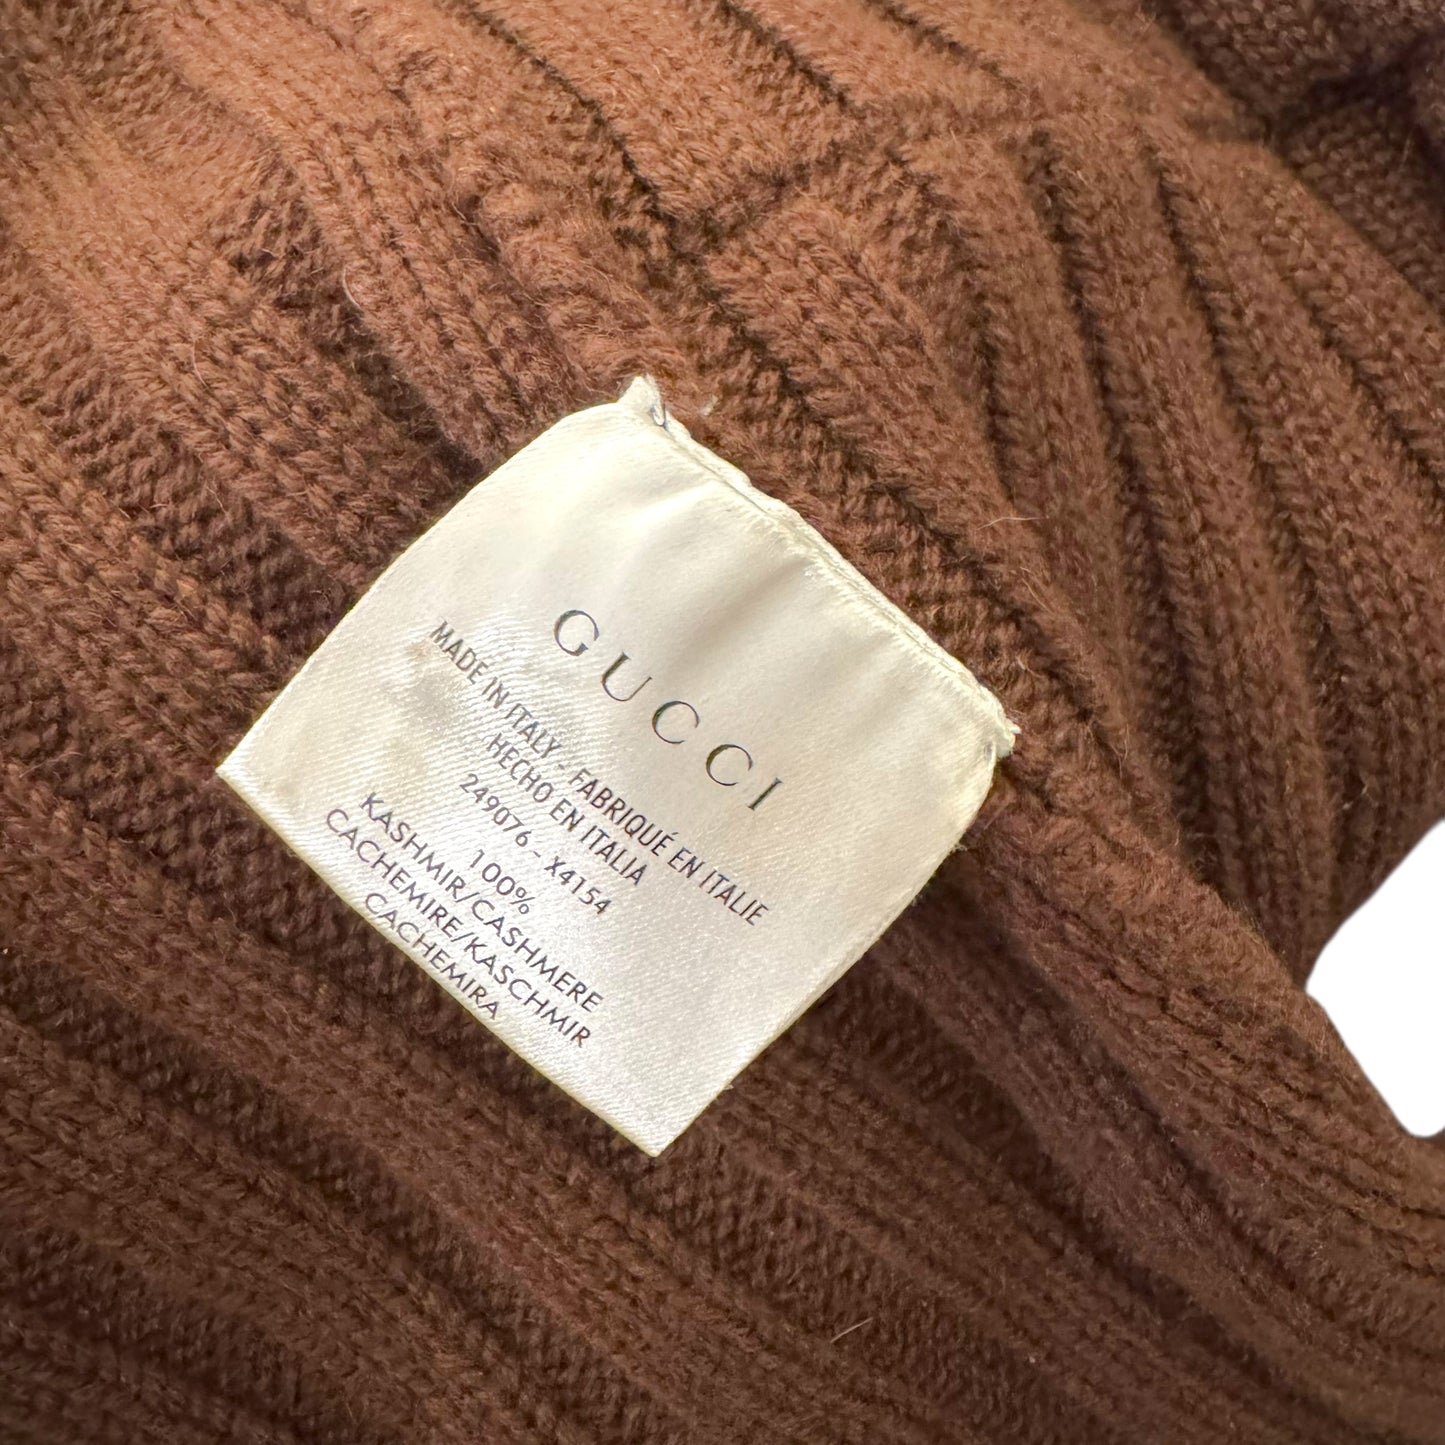 GUCCI
MADE IN ITALY - FABRIQUÉ EN ITALIE
HECHO EN ITALIA
249076 - X4154
100%
KASHMIR/CASHMERE
CACHEMIRE/KASCHMIR
CACHEMIRA